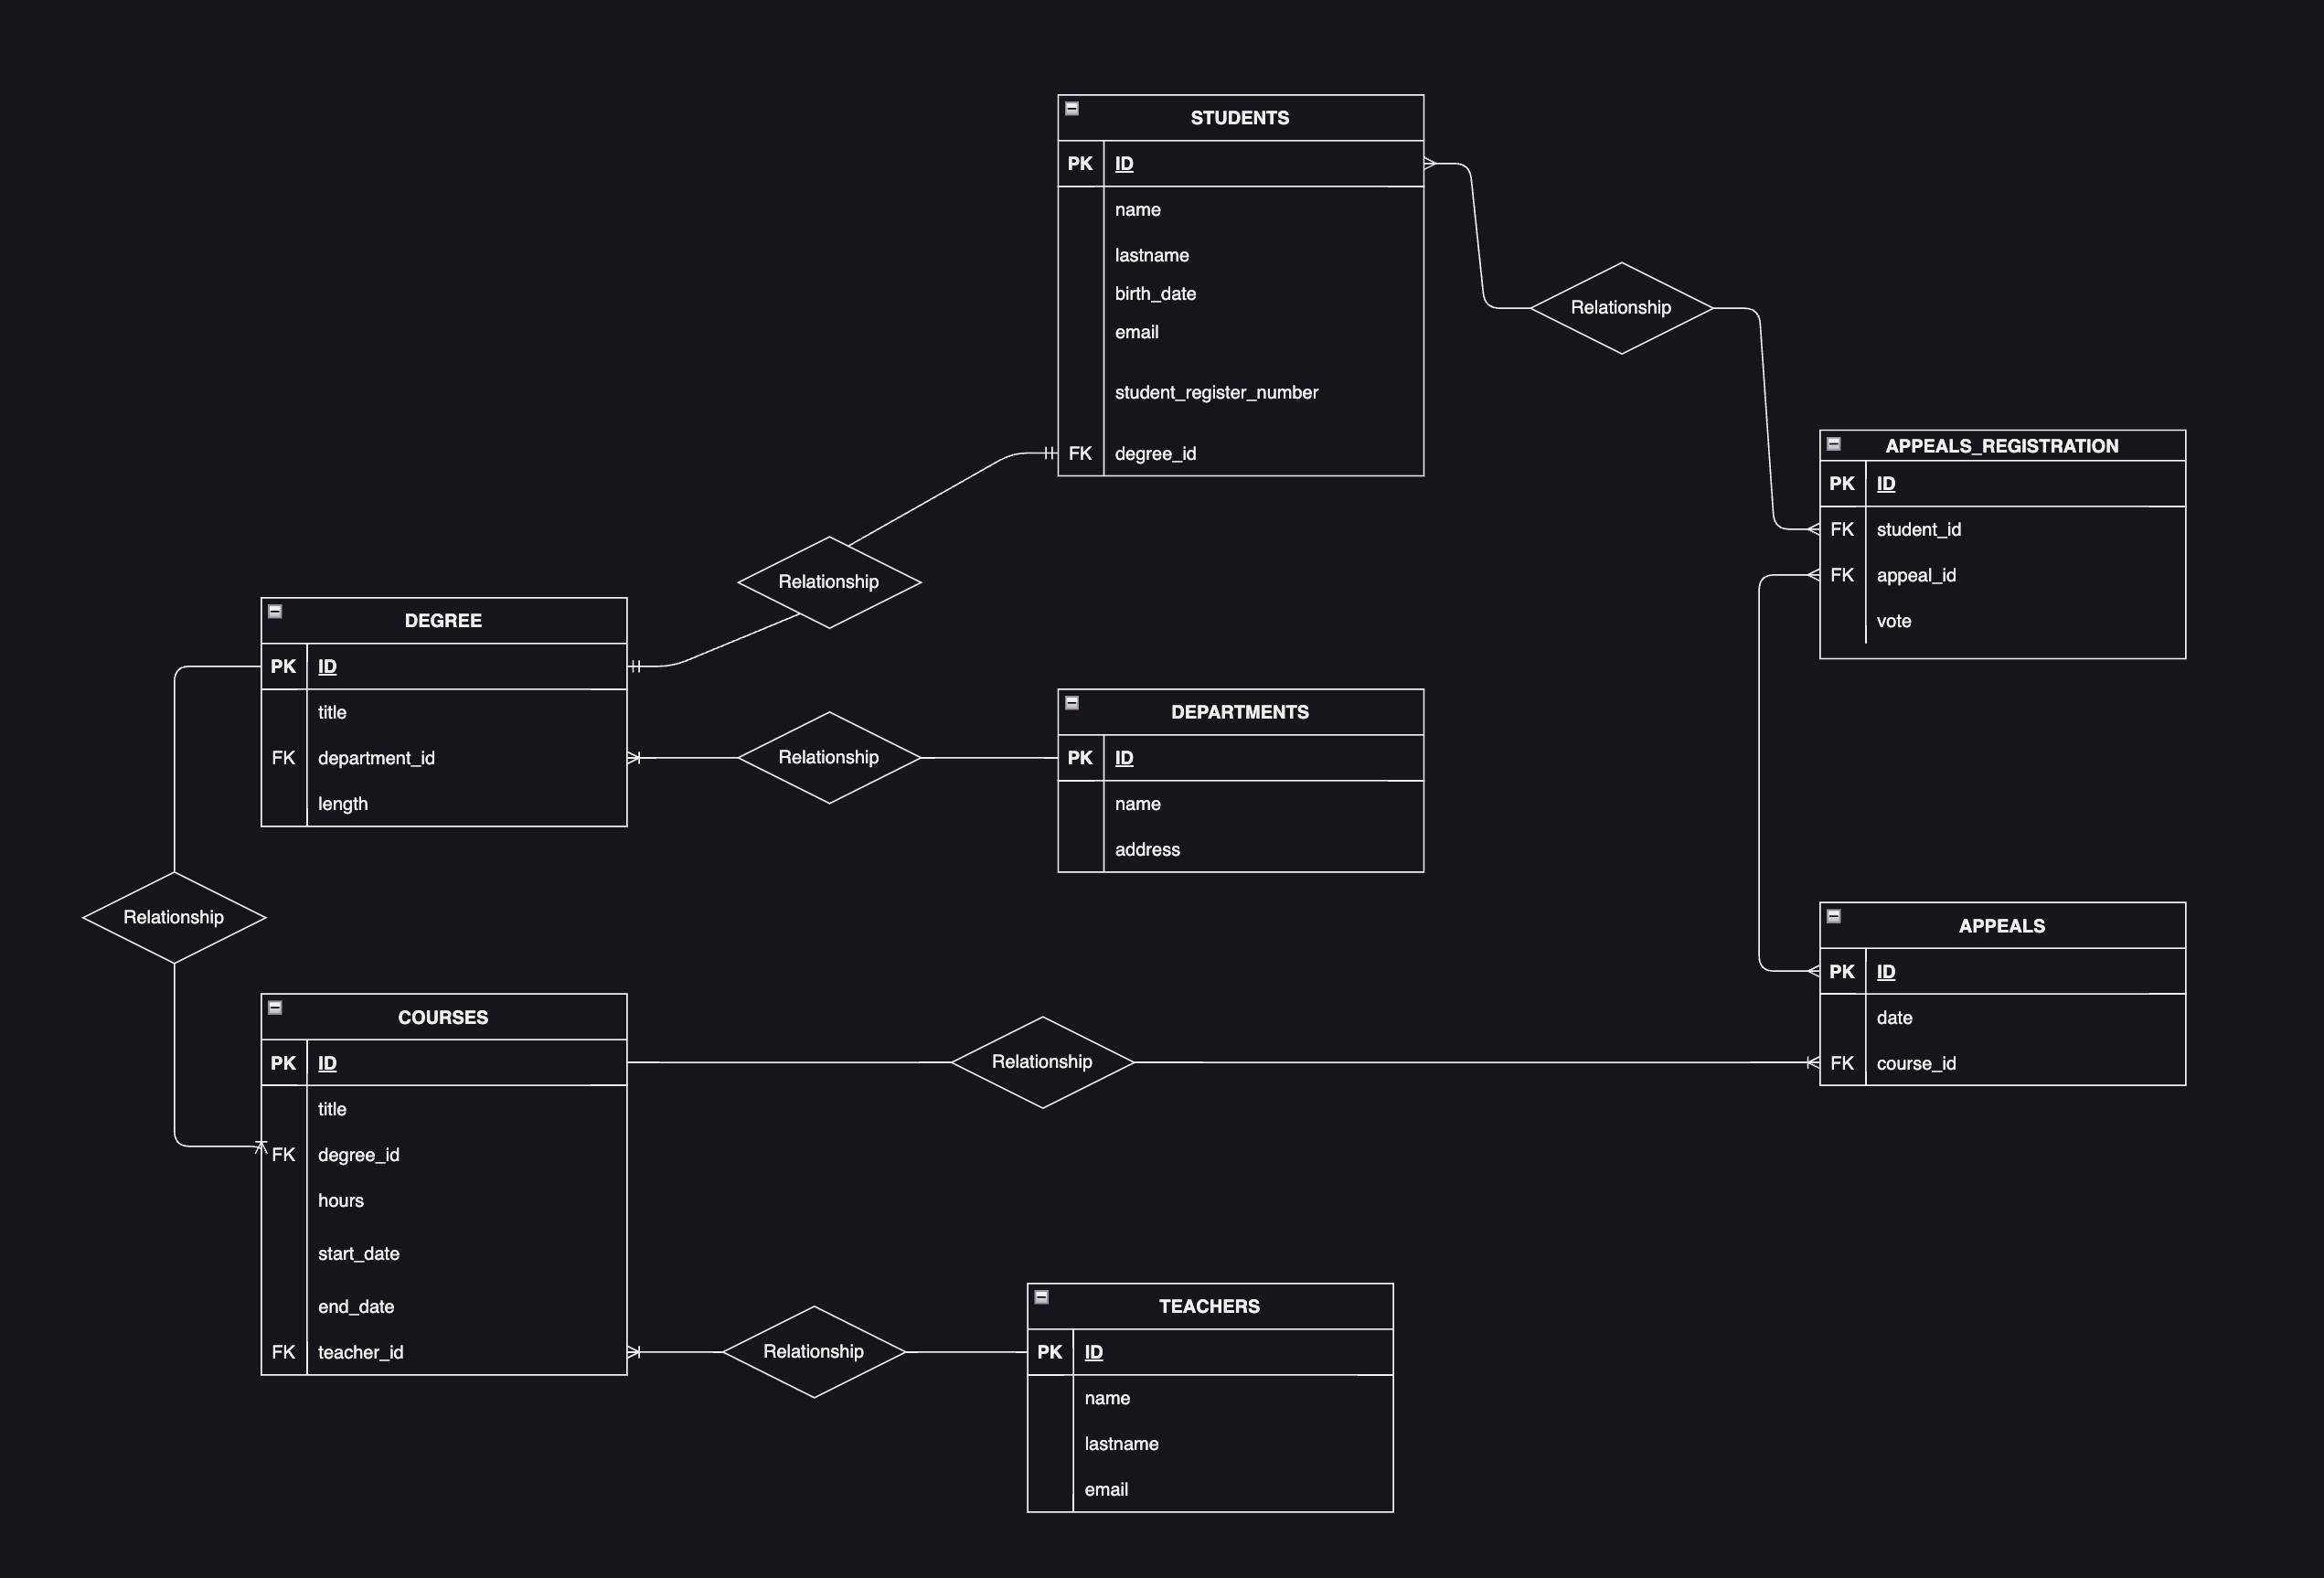 STUDENTS
PK ID
name
lastname
birth_date
email
student_register_number
FK degree_id
Relationship
APPEALS_REGISTRATION
PK ID
FK student_id
FK appeal_id
vote
Relationship
DEGREE
PK ID
title
FK department_id
length
Relationship
DEPARTMENTS
PK ID
name
address
Relationship
APPEALS
PK ID
date
FK course_id
COURSES
PK ID
title
FK degree_id
hours
start_date
end_date
FK teacher_id
Relationship
Relationship
TEACHERS
PK ID
name
lastname
email